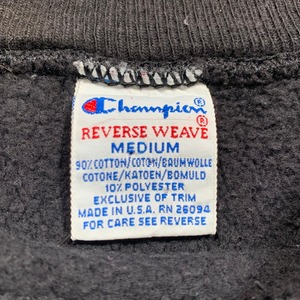 Champion®
REVERSE WEAVE®
MEDIUM
90% COTTON/COTON/BAUMWOLLE
COTONE/KATOEN/BOMULD
10% POLYESTER
EXCLUSIVE OF TRIM
MADE IN U.S.A. RN 26094
FOR CARE SEE REVERSE